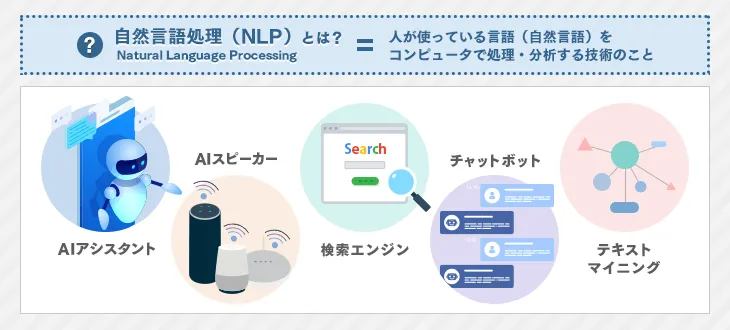 ? 自然言語処理(NLP)とは?
Natural Language Processing
=
人が使っている言語(自然言語)を
コンピュータで処理・分析する技術のこと
AIアシスタント
AIスピーカー
Search
検索エンジン
チャットボット
テキスト
マイニング